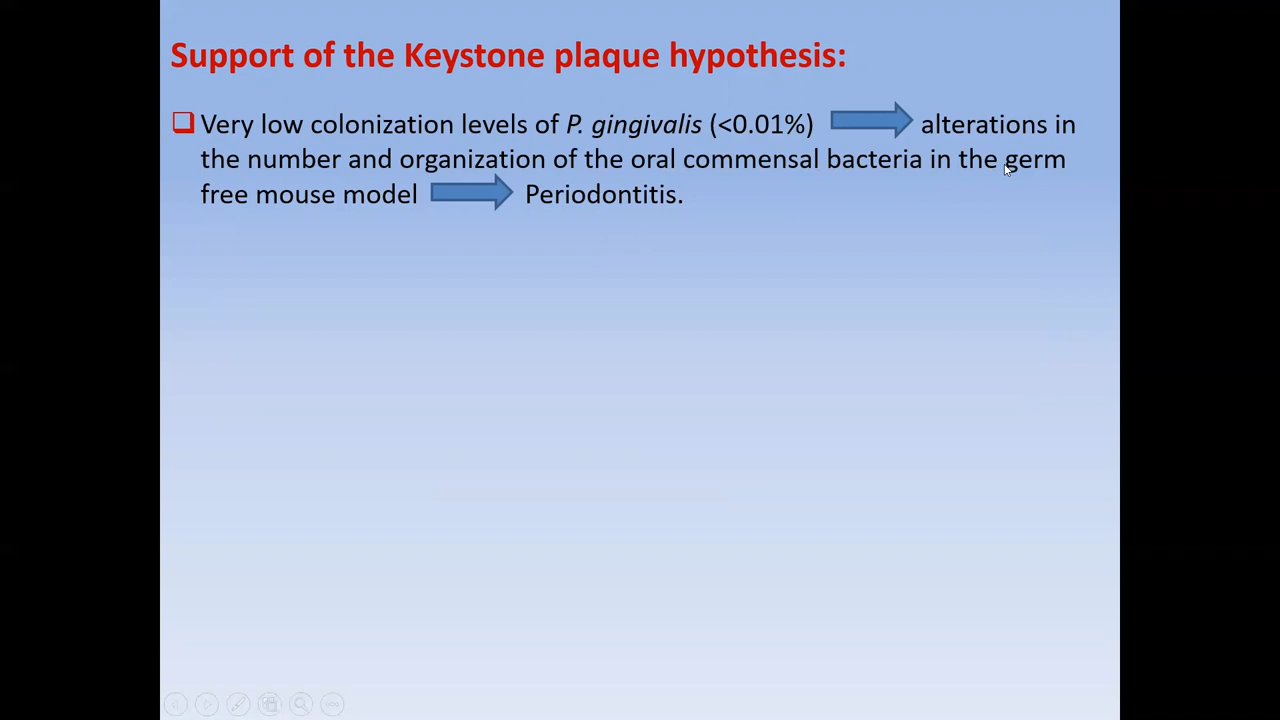 Support of the Keystone plaque hypothesis:
Very low colonization levels of P. gingivalis (<0.01%) alterations in
the number and organization of the oral commensal bacteria in the germ
free mouse model Periodontitis.